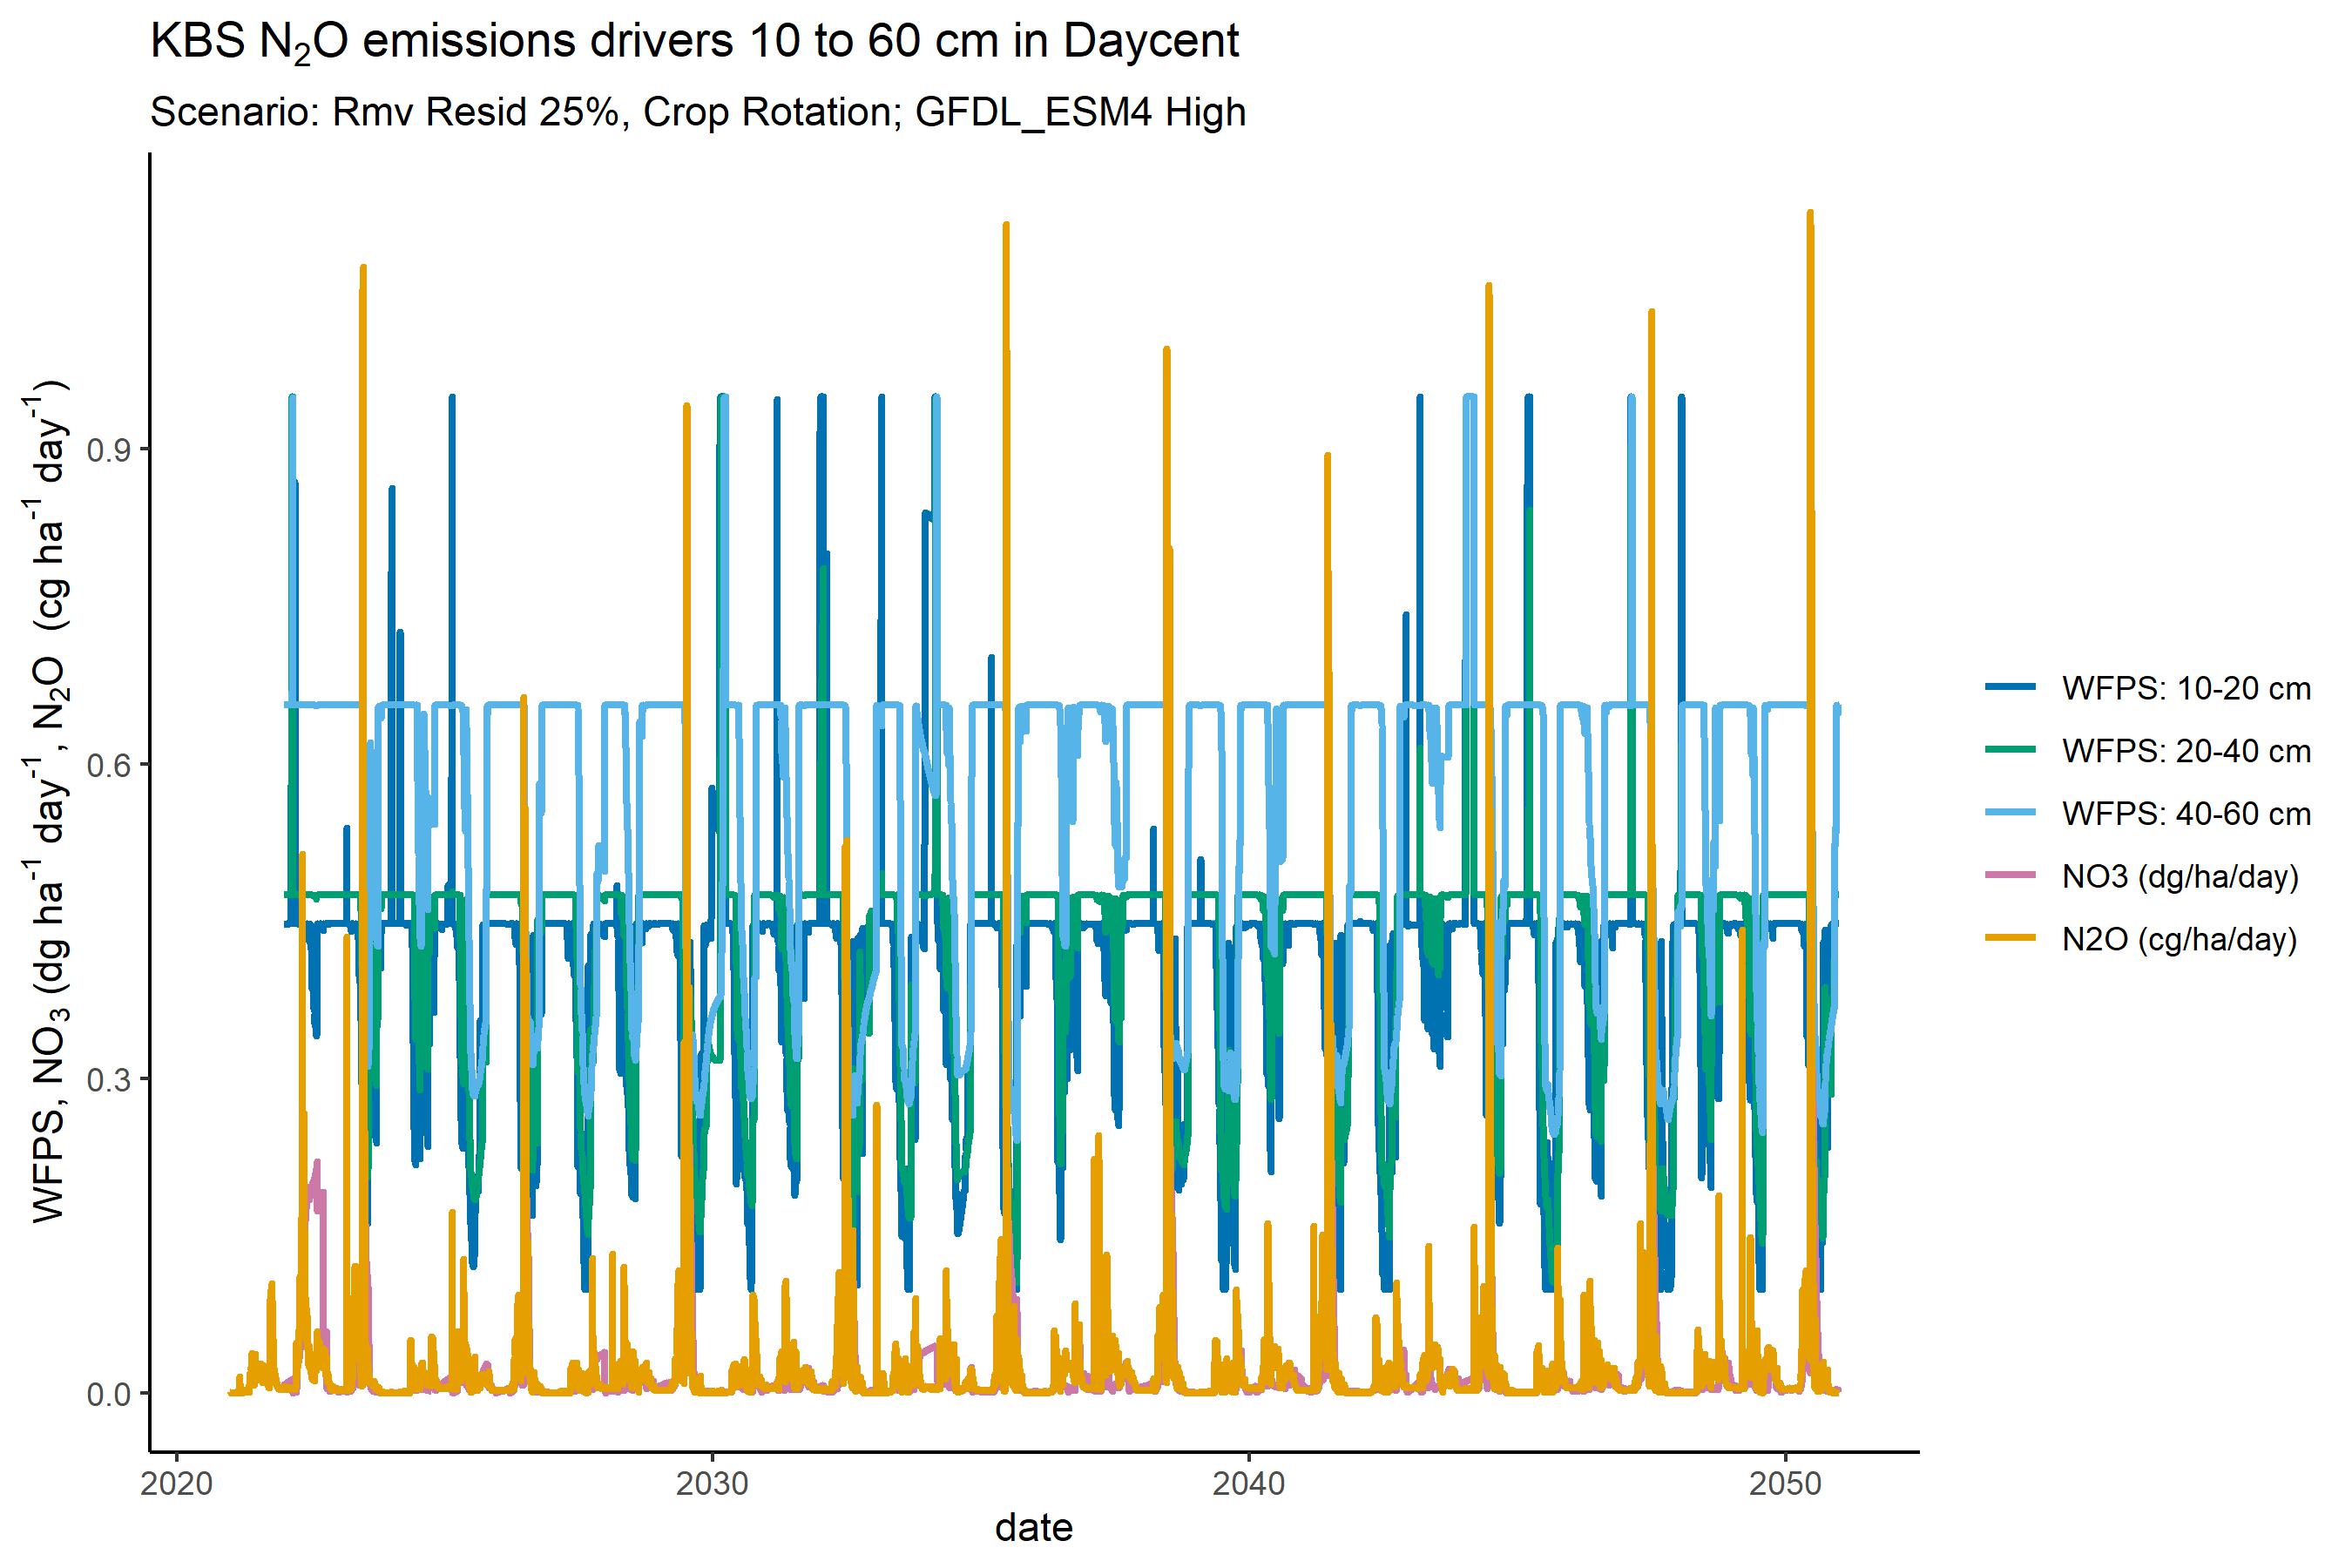 KBS N₂O emissions drivers 10 to 60 cm in Daycent
Scenario: Rmv Resid 25%, Crop Rotation; GFDL_ESM4 High
WFPS, NO₃ (dg ha⁻¹ day⁻¹, N₂O (cg ha⁻¹ day⁻¹)
0.9
0.6
0.3
0.0
2020
2030
2040
2050
date
WFPS: 10-20 cm
WFPS: 20-40 cm
WFPS: 40-60 cm
NO3 (dg/ha/day)
N2O (cg/ha/day)